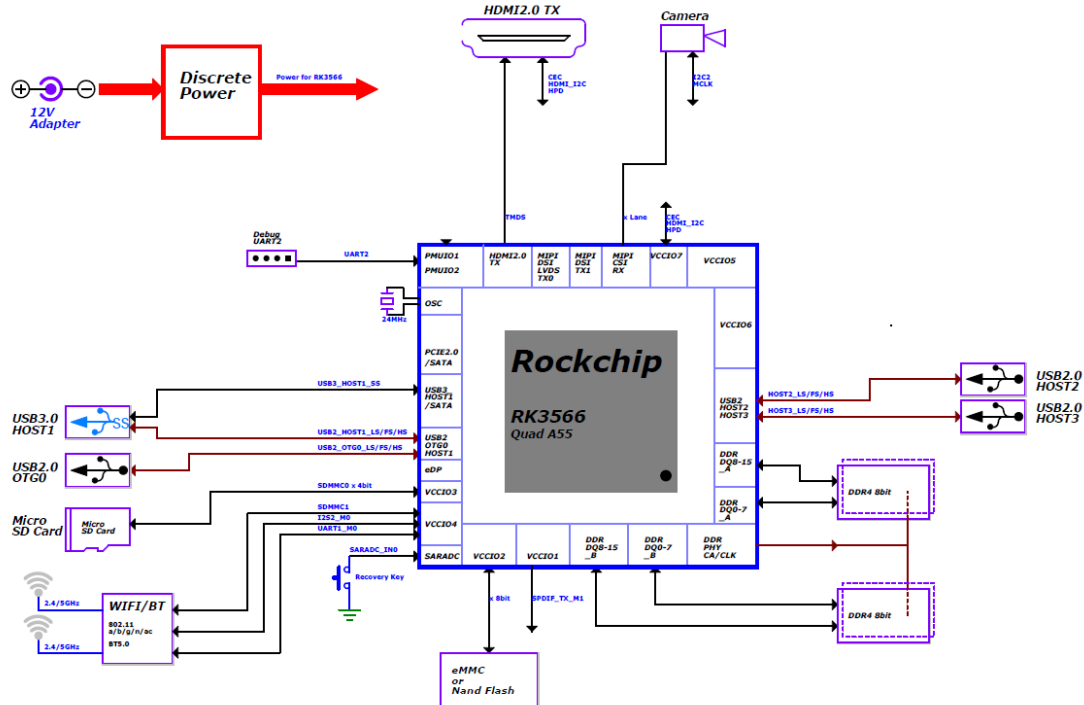 HDMI2.0 TX
Camera
Discrete
Power
Power for RK3566
12V
Adapter
CEC
HDMI_I2C
HPD
I2C2
MCLK
TMDS
x Lane
CEC
HDMI_I2C
HPD
Debug
UART2
UART2
PMUIO1
PMUIO2
HDMI2.0
TX
MIPI
DSI
LVDS
TX0
MIPI
DSI
TX1
MIPI
CSI
RX
VCCIO7
VCCIO5
OSC
24MHz
VCCIO6
PCIE2.0
/SATA
Rockchip
RK3566
Quad A55
USB3_HOST1_SS
USB3
HOST1
/SATA
USB3.0
HOST1
SS
USB2_HOST1_LS/FS/HS
USB2_OTG0_LS/FS/HS
USB2
OTG0
HOST1
USB2.0
OTG0
eDP
USB2
HOST2
HOST3
HOST2_LS/FS/HS
HOST3_LS/FS/HS
USB2.0
HOST2
USB2.0
HOST3
DDR
DQ8-15
_A
DDR
DQ0-7
_A
DDR4 8bit
SDMMC0 x 4bit
VCCIO3
Micro
SD Card
Micro
SD Card
SDMMC1
I2S2_M0
UART1_M0
VCCIO4
SARADC_IN0
SARADC
Recovery Key
VCCIO2
VCCIO1
DDR
DQ8-15
_B
DDR
DQ0-7
_B
DDR
PHY
CA/CLK
x 8bit
SPDIF_TX_M1
DDR4 8bit
2.4/5GHz
2.4/5GHz
WIFI/BT
802.11
a/b/g/n/ac
BT5.0
eMMC
or
Nand Flash